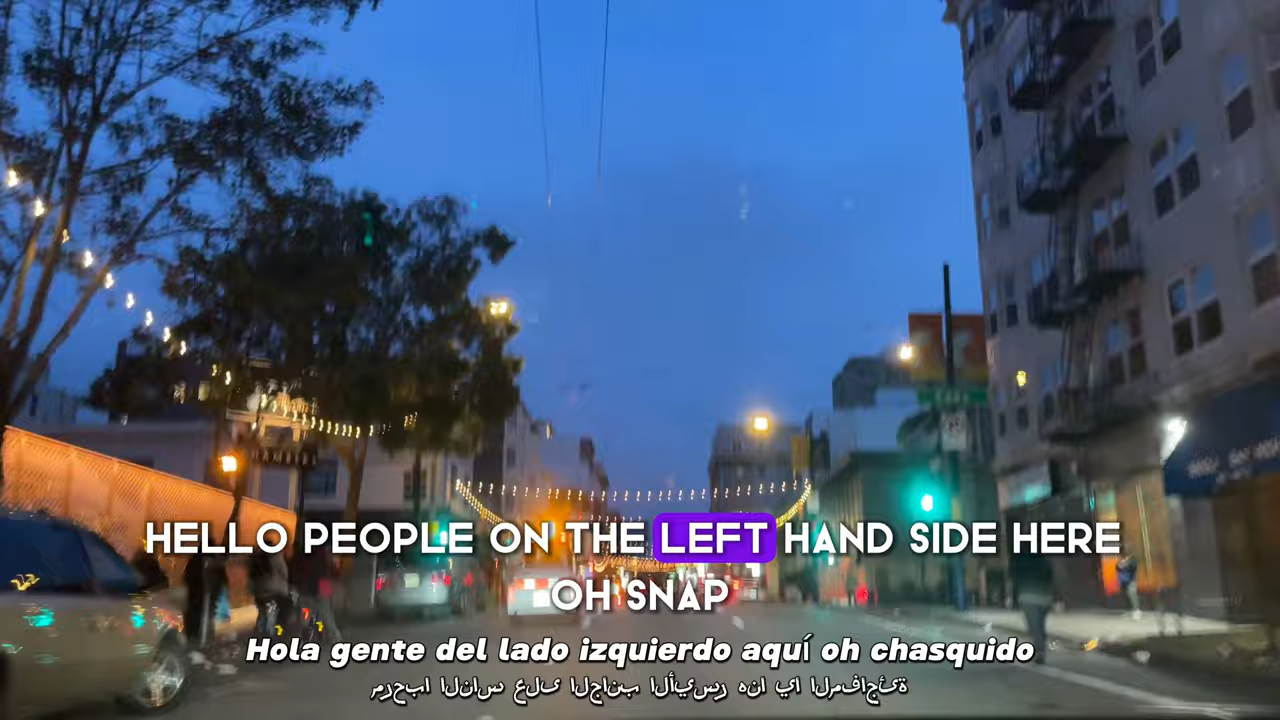 HELLO PEOPLE ON THE LEFT HAND SIDE HERE
OH SNAP
Hola gente del lado izquierdo aquí oh chasquido
مرحبا الناس على الجانب الأيسر هنا يا المفاجئة